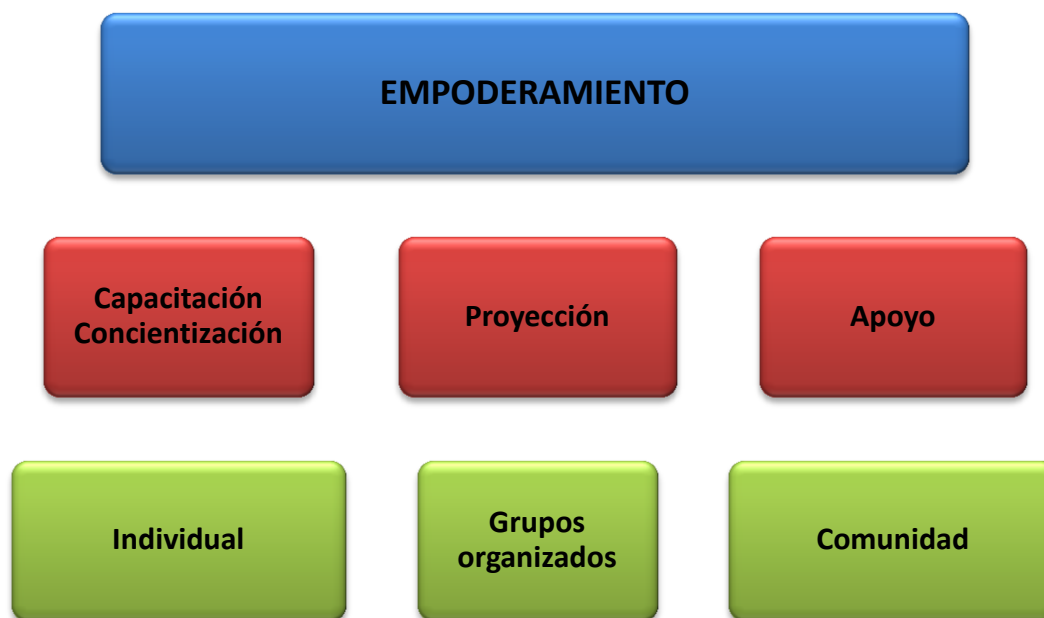 EMPODERAMIENTO
Capacitación
Concientización
Proyección
Apoyo
Individual
Grupos
organizados
Comunidad